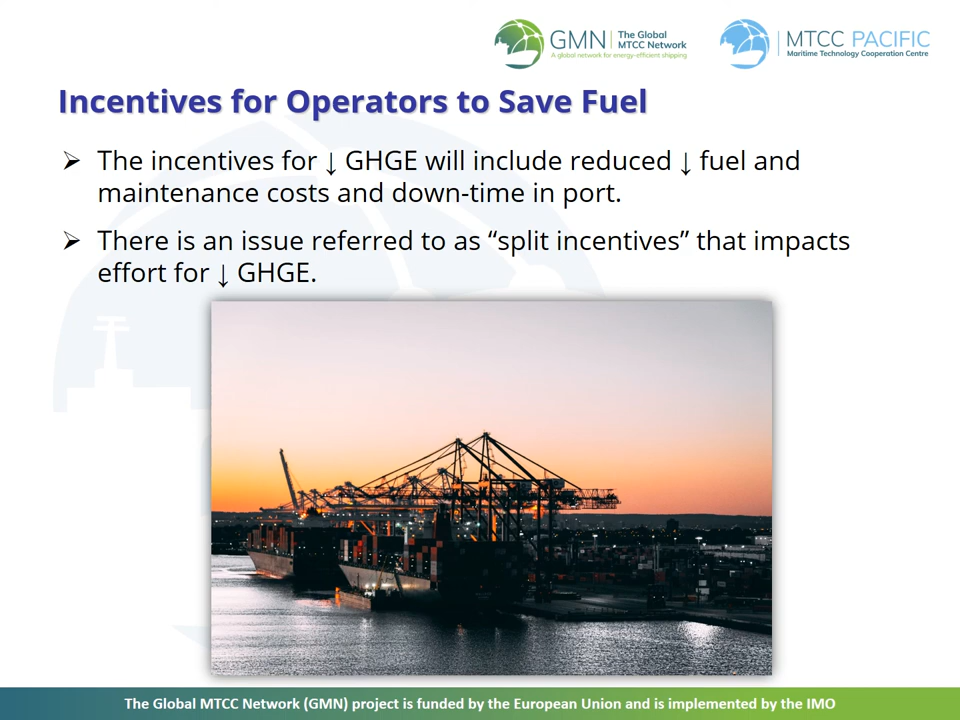 GMN
The Global
MTCC Network
A global network for energy-efficient shipping
MTCC PACIFIC
Maritime Technology Cooperation Centre
Incentives for Operators to Save Fuel
➢ The incentives for ↓ GHGE will include reduced ↓ fuel and
maintenance costs and down-time in port.
➢ There is an issue referred to as “split incentives” that impacts
effort for ↓ GHGE.
The Global MTCC Network (GMN) project is funded by the European Union and is implemented by the IMO